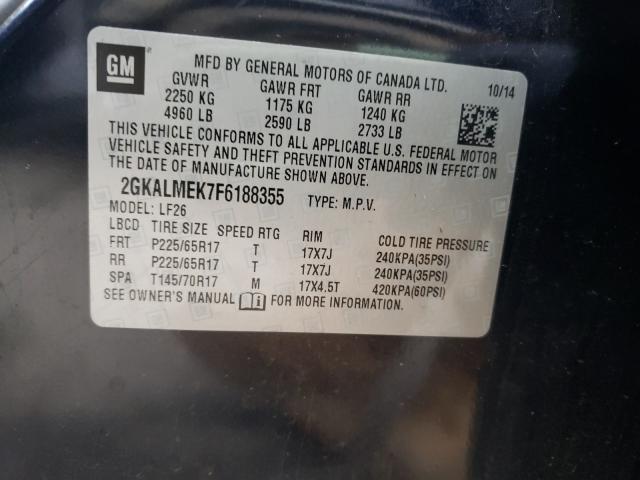 GM
MFD BY GENERAL MOTORS OF CANADA LTD.
GVWR GAWR FRT GAWR RR 10/14
2250 KG 1175 KG 1240 KG
4960 LB 2590 LB 2733 LB
THIS VEHICLE CONFORMS TO ALL APPLICABLE U.S. FEDERAL MOTOR
VEHICLE SAFETY AND THEFT PREVENTION STANDARDS IN EFFECT ON
THE DATE OF MANUFACTURE SHOWN ABOVE.
2GKALMEK7F6188355 TYPE: M.P.V.
MODEL: LF26
LBCD TIRE SIZE SPEED RTG RIM COLD TIRE PRESSURE
FRT P225/65R17 T 17X7J 240KPA(35PSI)
RR P225/65R17 T 17X7J 240KPA(35PSI)
SPA T145/70R17 M 17X4.5T 420KPA(60PSI)
SEE OWNER'S MANUAL FOR MORE INFORMATION.